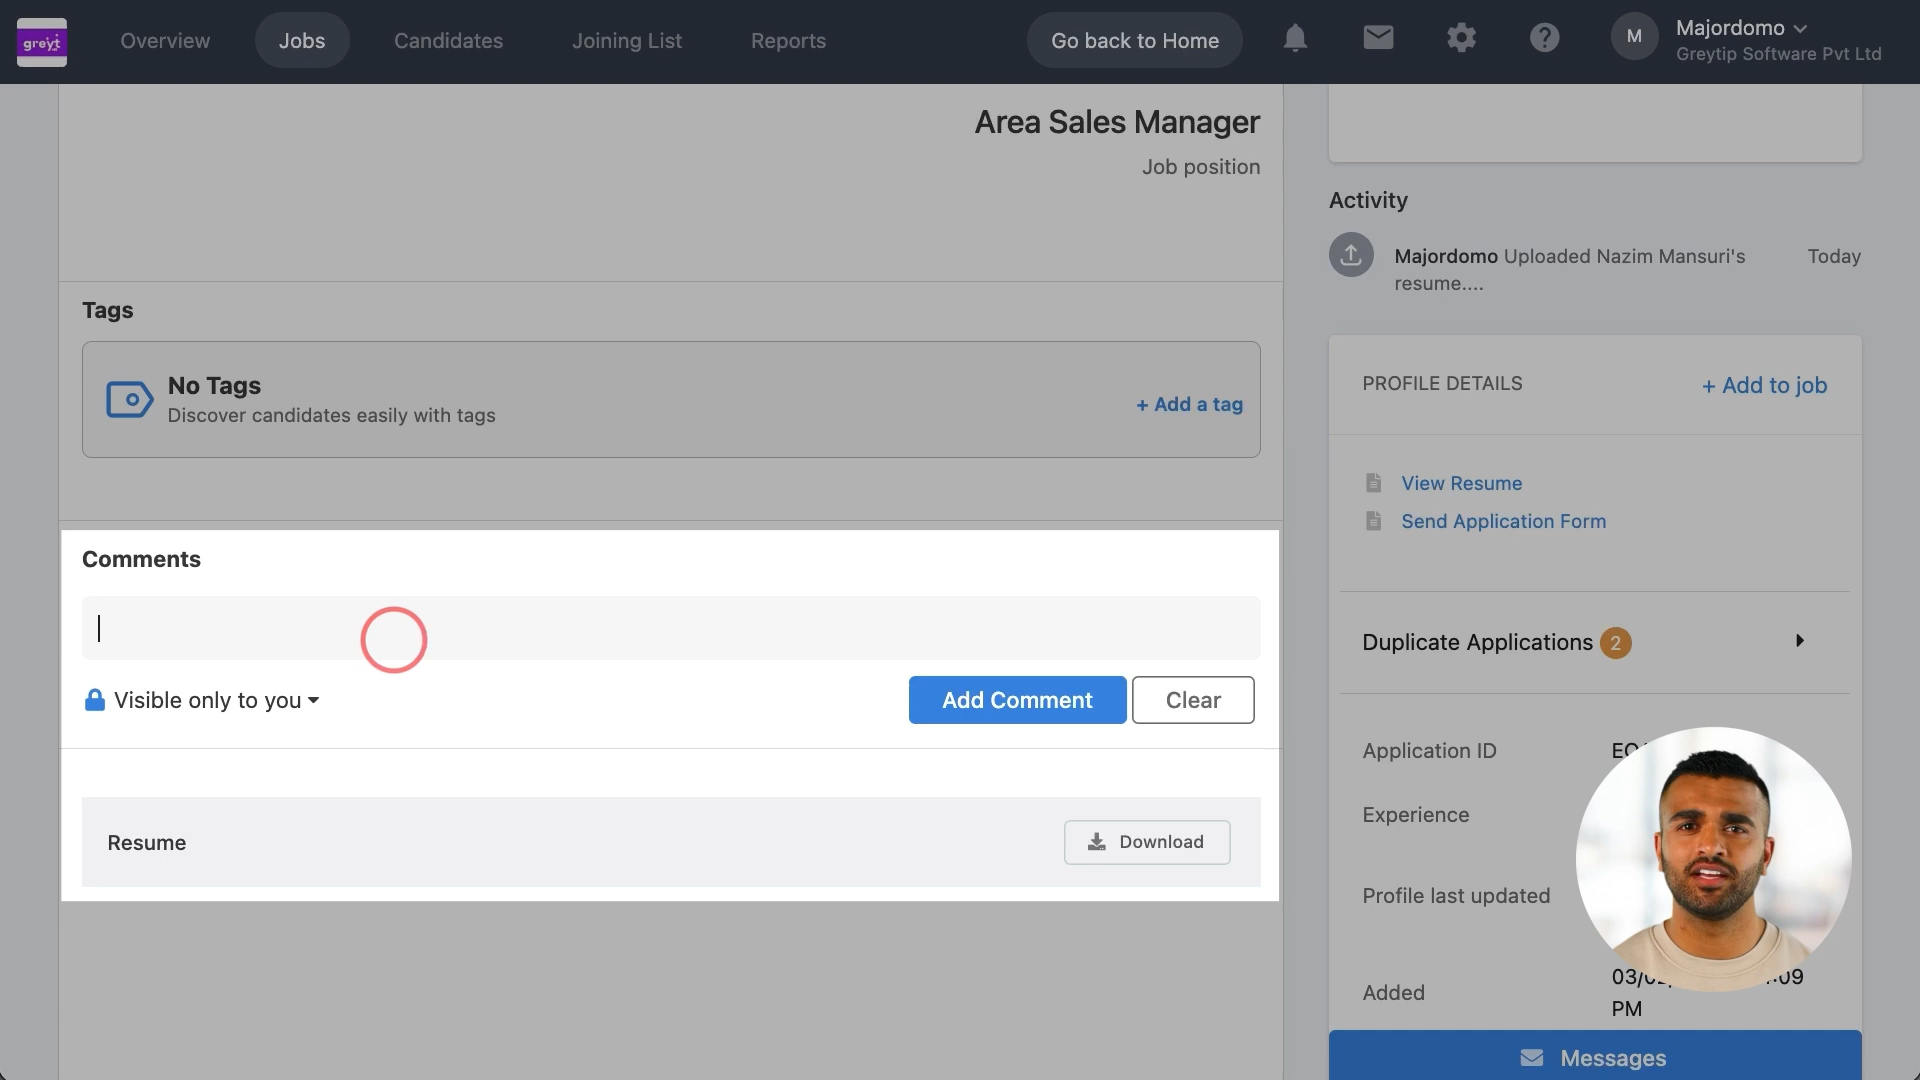 greyt
Overview
Jobs
Candidates
Joining List
Reports
Go back to Home
M
Majordomo
Greytip Software Pvt Ltd
Area Sales Manager
Job position
Tags
No Tags
Discover candidates easily with tags
+ Add a tag
Comments
Visible only to you
Add Comment
Clear
Resume
Download
Activity
Majordomo Uploaded Nazim Mansuri's
resume....
Today
PROFILE DETAILS
+ Add to job
View Resume
Send Application Form
Duplicate Applications 2
Application ID
Experience
Profile last updated
Added
PM
Messages